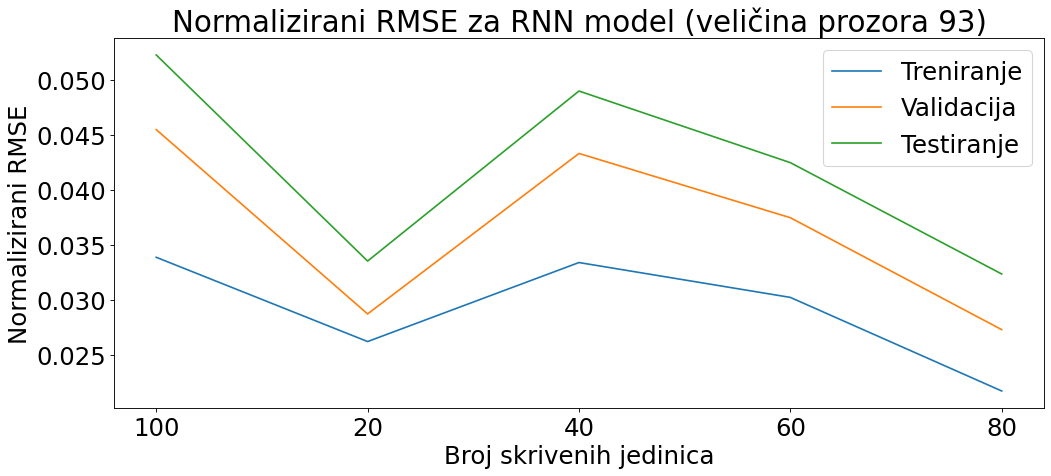 Normalizirani RMSE za RNN model (veličina prozora 93)
Normalizirani RMSE
0.050
0.045
0.040
0.035
0.030
0.025
Treniranje
Validacija
Testiranje
100 20 40 60 80
Broj skrivenih jedinica